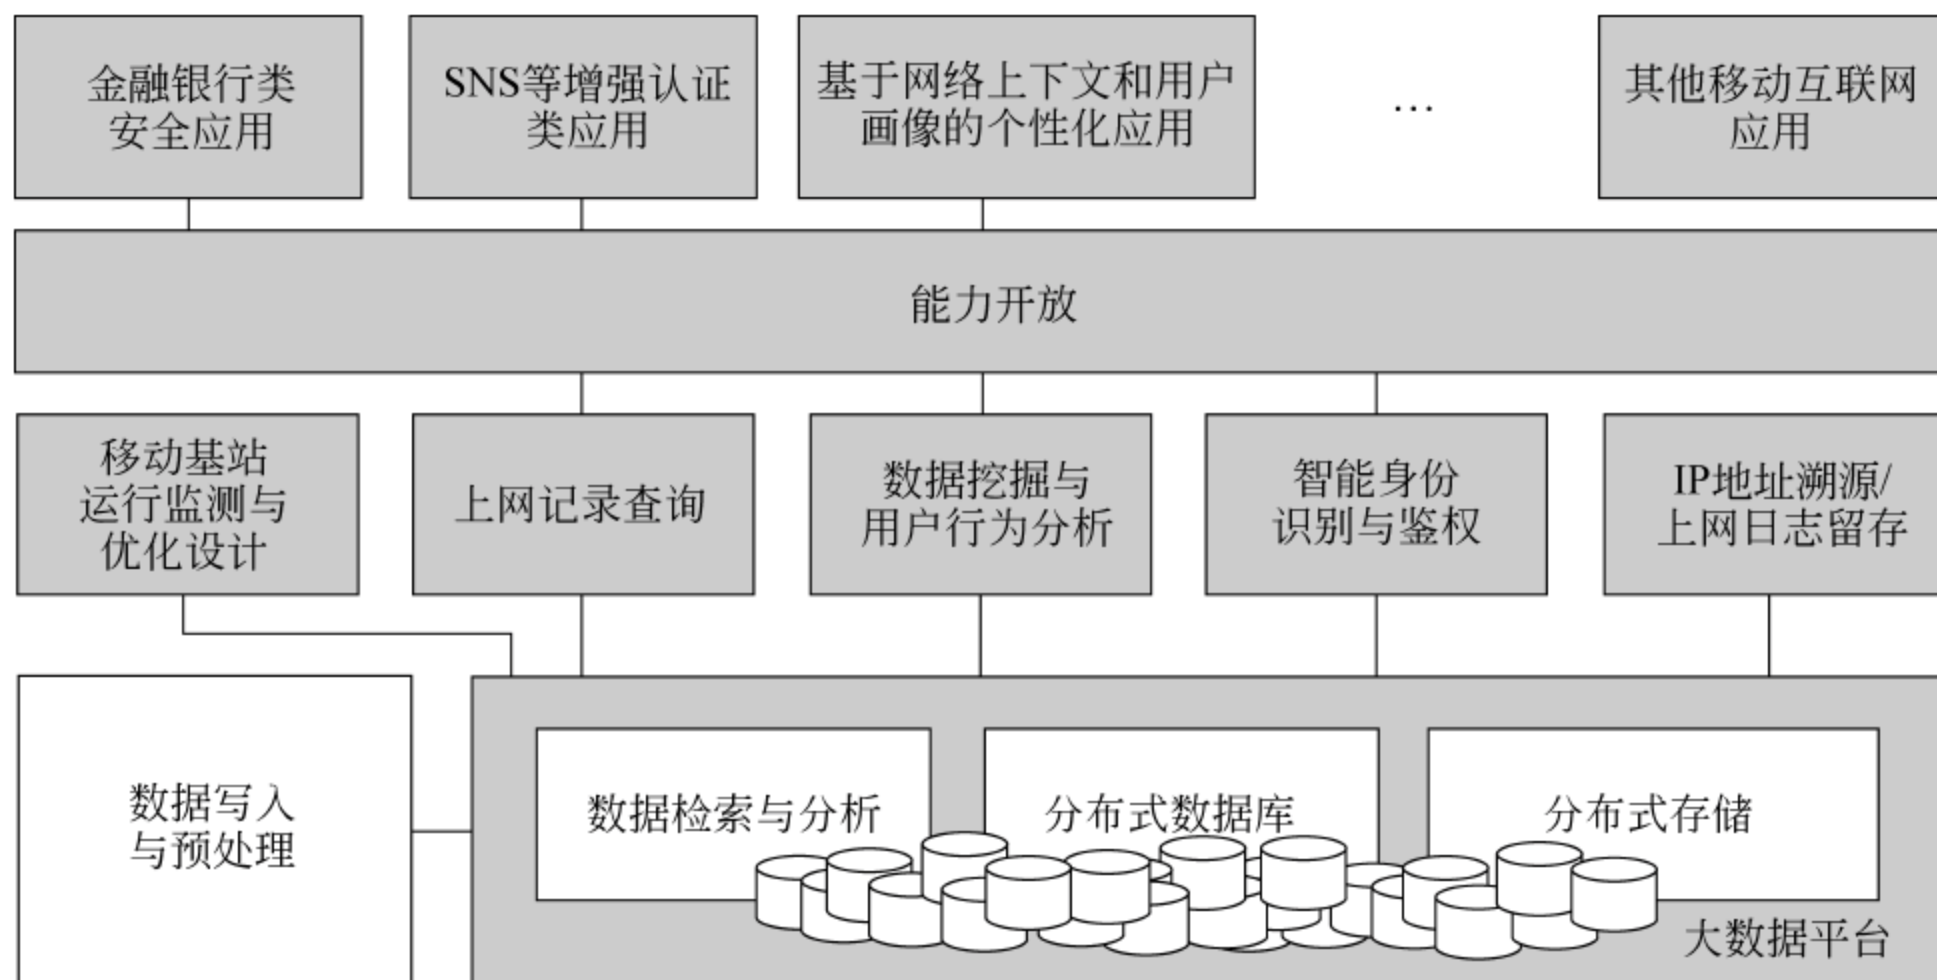 金融银行类
安全应用
SNS等增强认证
类应用
基于网络上下文和用户
画像的个性化应用
…
其他移动互联网
应用
能力开放
移动基站
运行监测与
优化设计
上网记录查询
数据挖掘与
用户行为分析
智能身份
识别与鉴权
IP地址溯源/
上网日志留存
数据写入
与预处理
数据检索与分析
分布式数据库
分布式存储
大数据平台